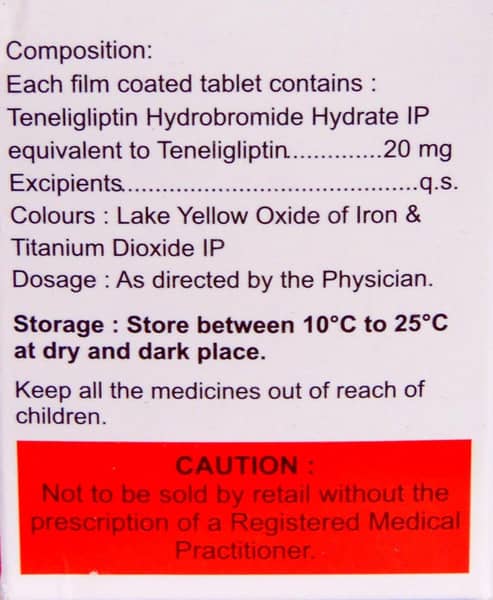 Composition:
Each film coated tablet contains :
Teneligliptin Hydrobromide Hydrate IP
equivalent to Teneligliptin..............20 mg
Excipients..........................................q.s.
Colours : Lake Yellow Oxide of Iron &
Titanium Dioxide IP
Dosage : As directed by the Physician.
Storage : Store between 10°C to 25°C
at dry and dark place.
Keep all the medicines out of reach of
children.
CAUTION :
Not to be sold by retail without the
prescription of a Registered Medical
Practitioner.